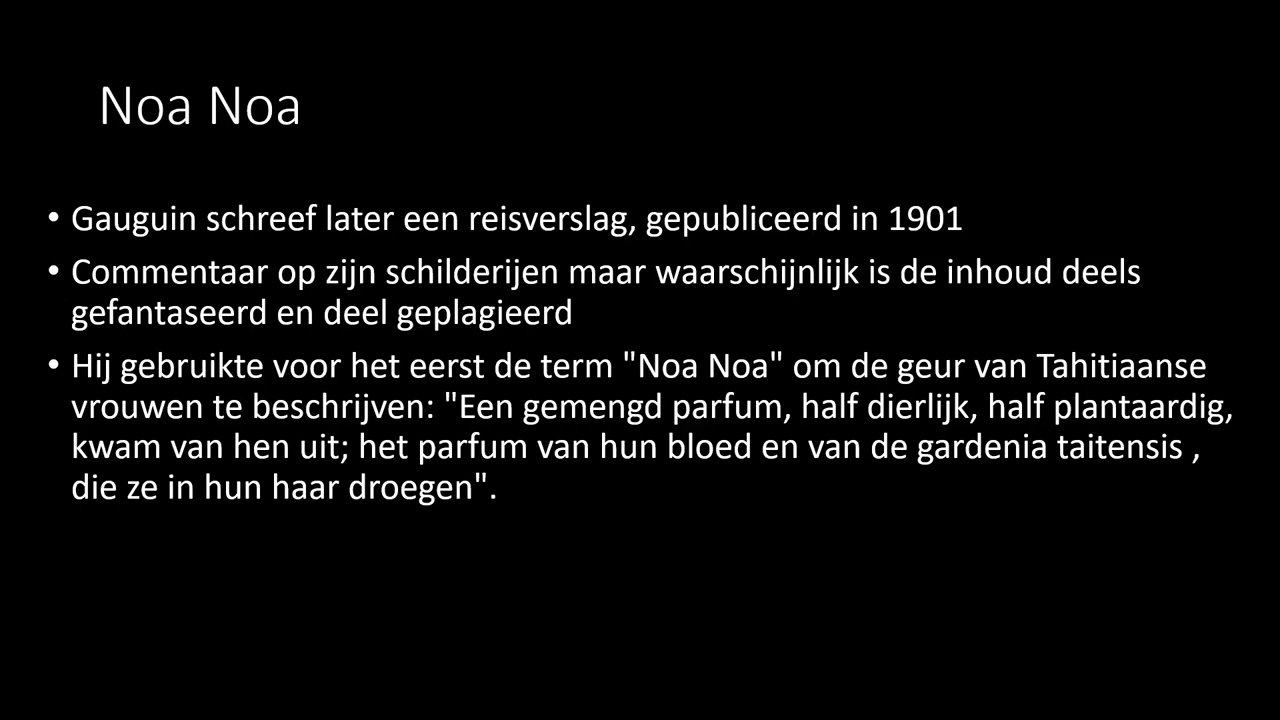 Noa Noa
• Gauguin schreef later een reisverslag, gepubliceerd in 1901
• Commentaar op zijn schilderijen maar waarschijnlijk is de inhoud deels
gefantaseerd en deel geplagieerd
• Hij gebruikte voor het eerst de term "Noa Noa" om de geur van Tahitiaanse
vrouwen te beschrijven: "Een gemengd parfum, half dierlijk, half plantaardig,
kwam van hen uit; het parfum van hun bloed en van de gardenia taitensis ,
die ze in hun haar droegen".